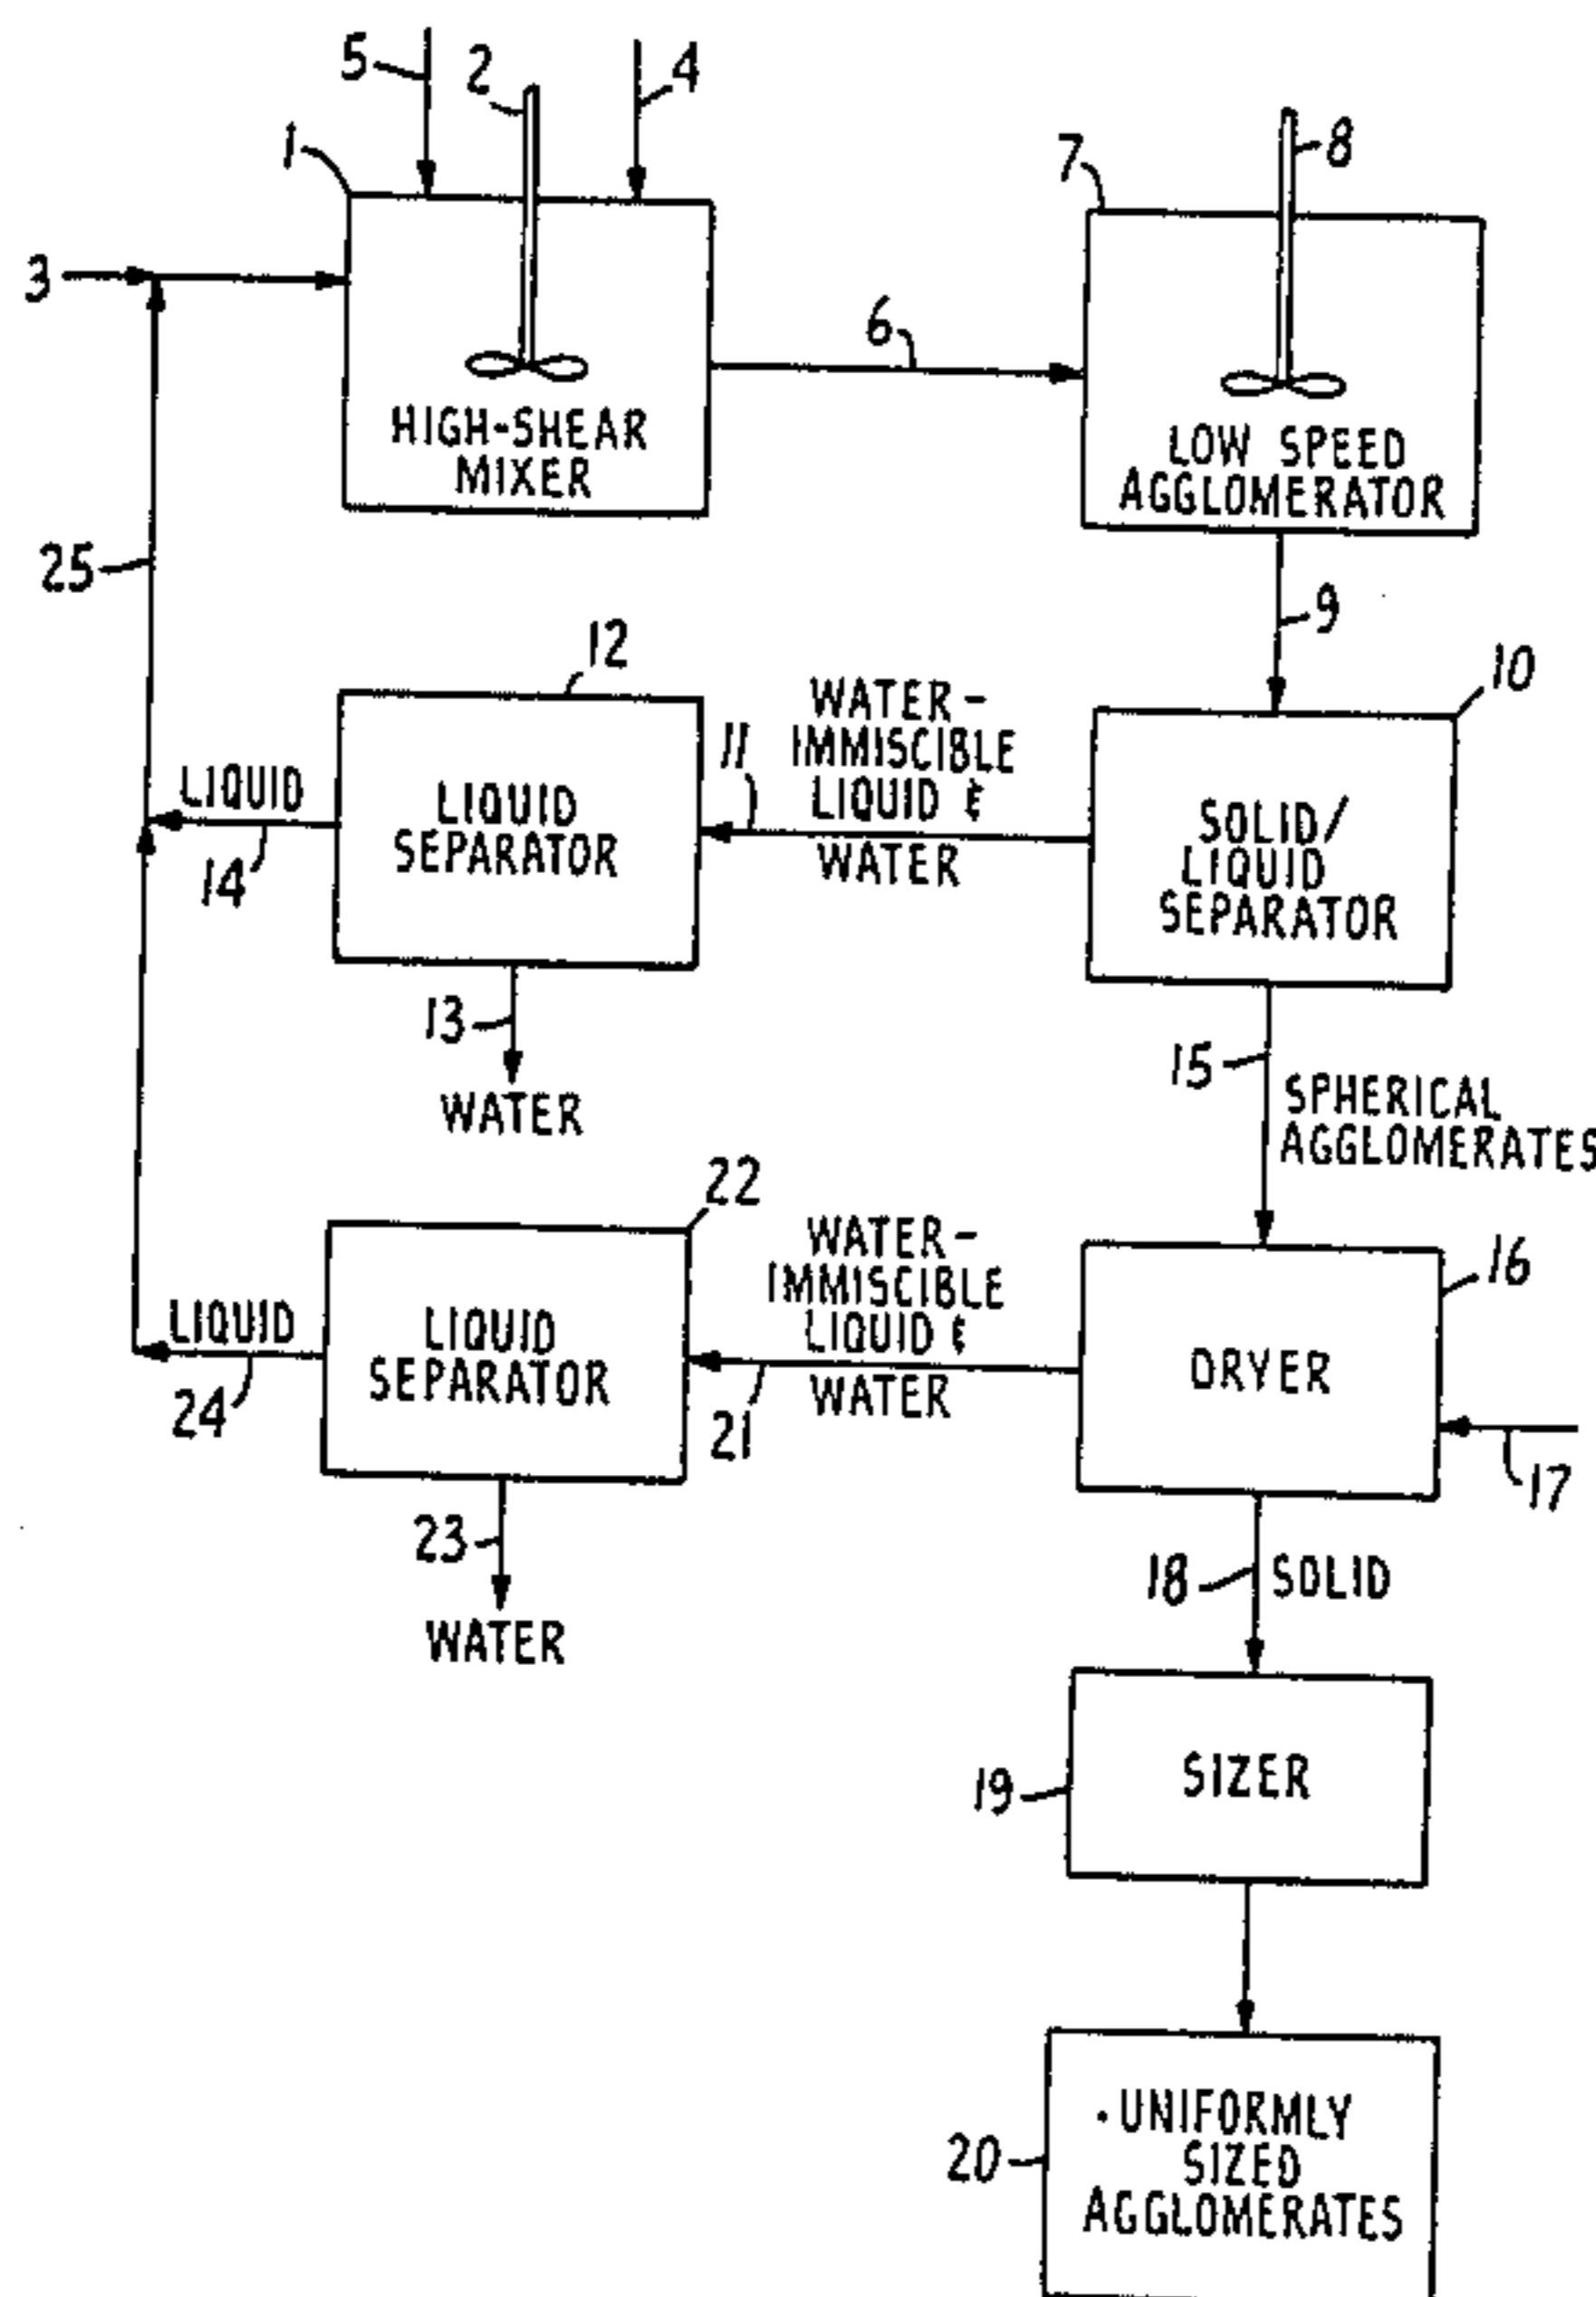 5
2
4
1
3
HIGH-SHEAR
MIXER
6
7
8
LOW SPEED
AGGLOMERATOR
25
9
12
10
WATER-
IMMISCIBLE
LIQUID &
WATER
11
LIQUID
14
LIQUID
SEPARATOR
SOLID/
LIQUID
SEPARATOR
13
WATER
15
SPHERICAL
AGGLOMERATES
22
16
WATER-
IMMISCIBLE
LIQUID &
WATER
21
LIQUID
24
LIQUID
SEPARATOR
DRYER
17
23
WATER
18
SOLID
19
SIZER
20
UNIFORMLY
SIZED
AGGLOMERATES